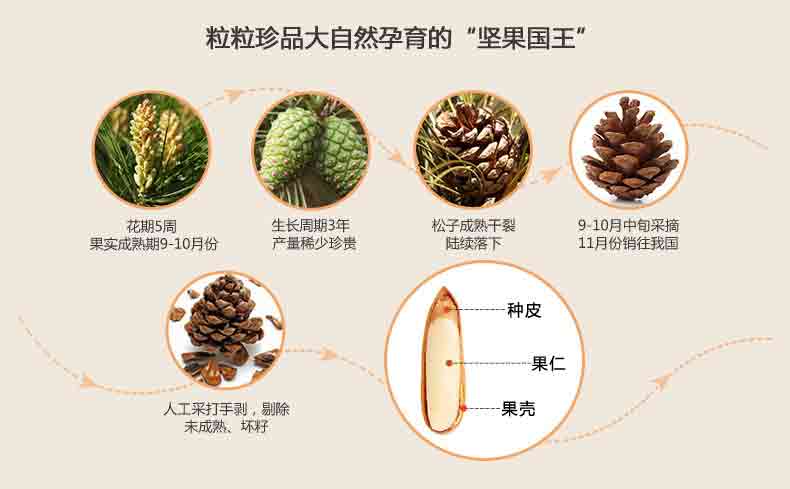 粒粒珍品大自然孕育的“坚果国王”
花期5周
果实成熟期9-10月份
生长周期3年
产量稀少珍贵
松子成熟干裂
陆续落下
9-10月中旬采摘
11月份销往我国
人工采打手剥，剔除
未成熟、坏籽
种皮
果仁
果壳